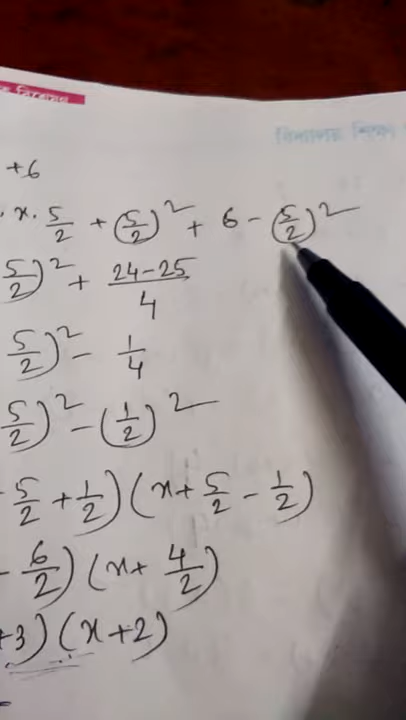 +6
. x. 5/2 + (5/2)² + 6 - (5/2)²
5/2)² + 24-25/4
5/2)² - 1/4
5/2)² - (1/2)²
5/2 + 1/2) (x + 5/2 - 1/2)
6/2) (x + 4/2)
+3) (x+2)